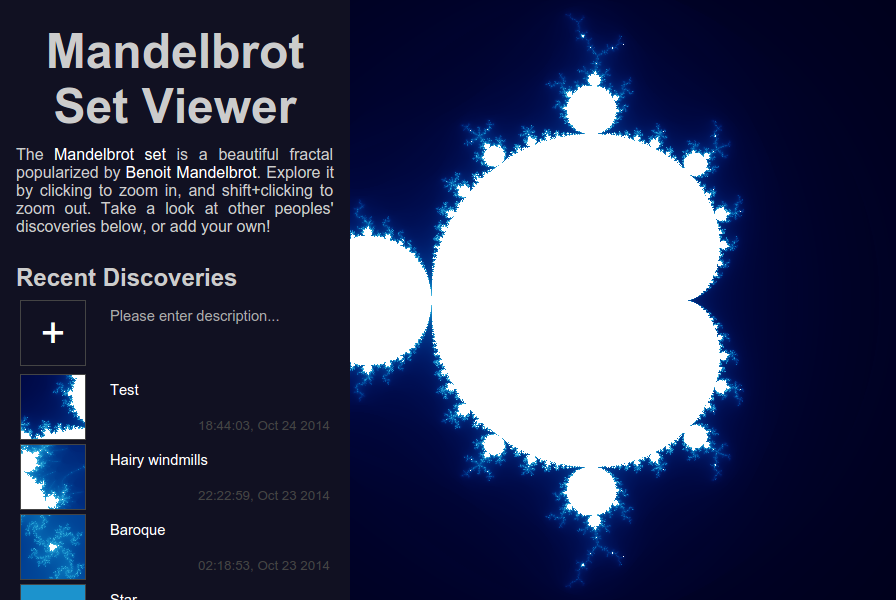 Mandelbrot
Set Viewer
The Mandelbrot set is a beautiful fractal
popularized by Benoit Mandelbrot. Explore it
by clicking to zoom in, and shift+clicking to
zoom out. Take a look at other peoples'
discoveries below, or add your own!
Recent Discoveries
+
Please enter description...
Test
18:44:03, Oct 24 2014
Hairy windmills
22:22:59, Oct 23 2014
Baroque
02:18:53, Oct 23 2014
Star